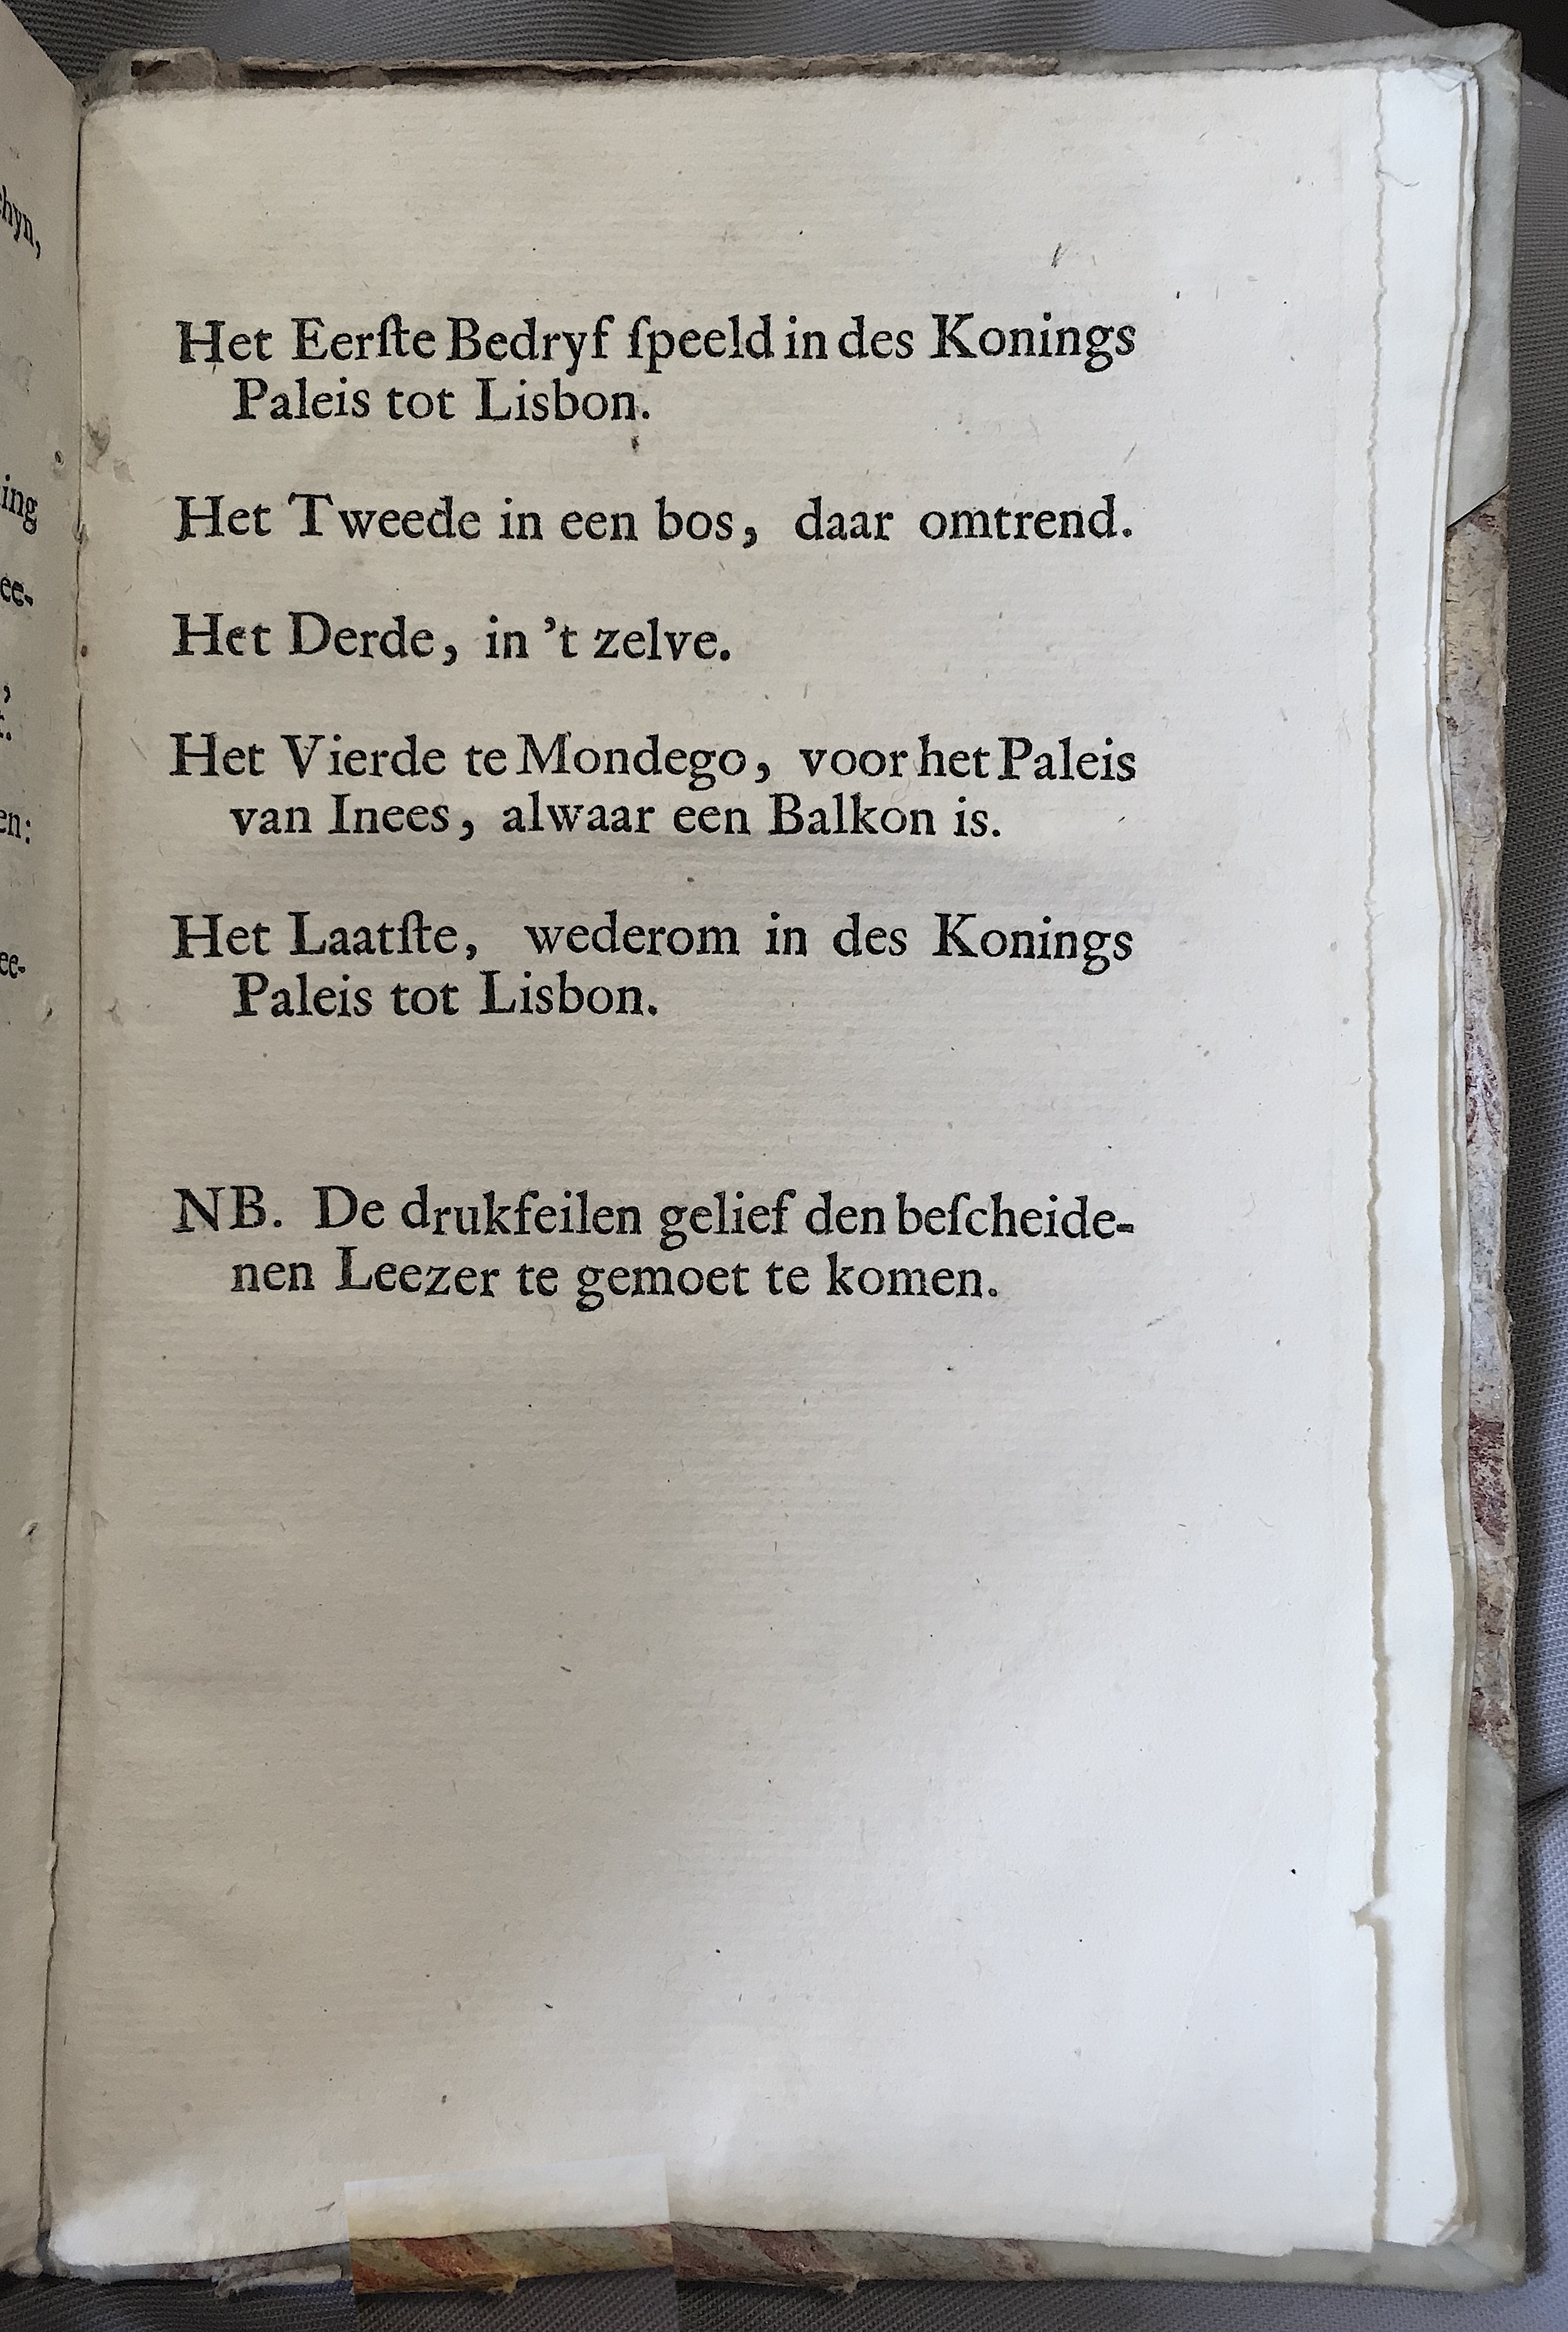 Het Eerſte Bedryf ſpeeld in des Konings
Paleis tot Lisbon.
Het Tweede in een bos, daar omtrend.
Het Derde, in 't zelve.
Het Vierde te Mondego, voor het Paleis
van Inees, alwaar een Balkon is.
Het Laatſte, wederom in des Konings
Paleis tot Lisbon.
NB. De drukfeilen gelief den beſcheide-
nen Leezer te gemoet te komen.